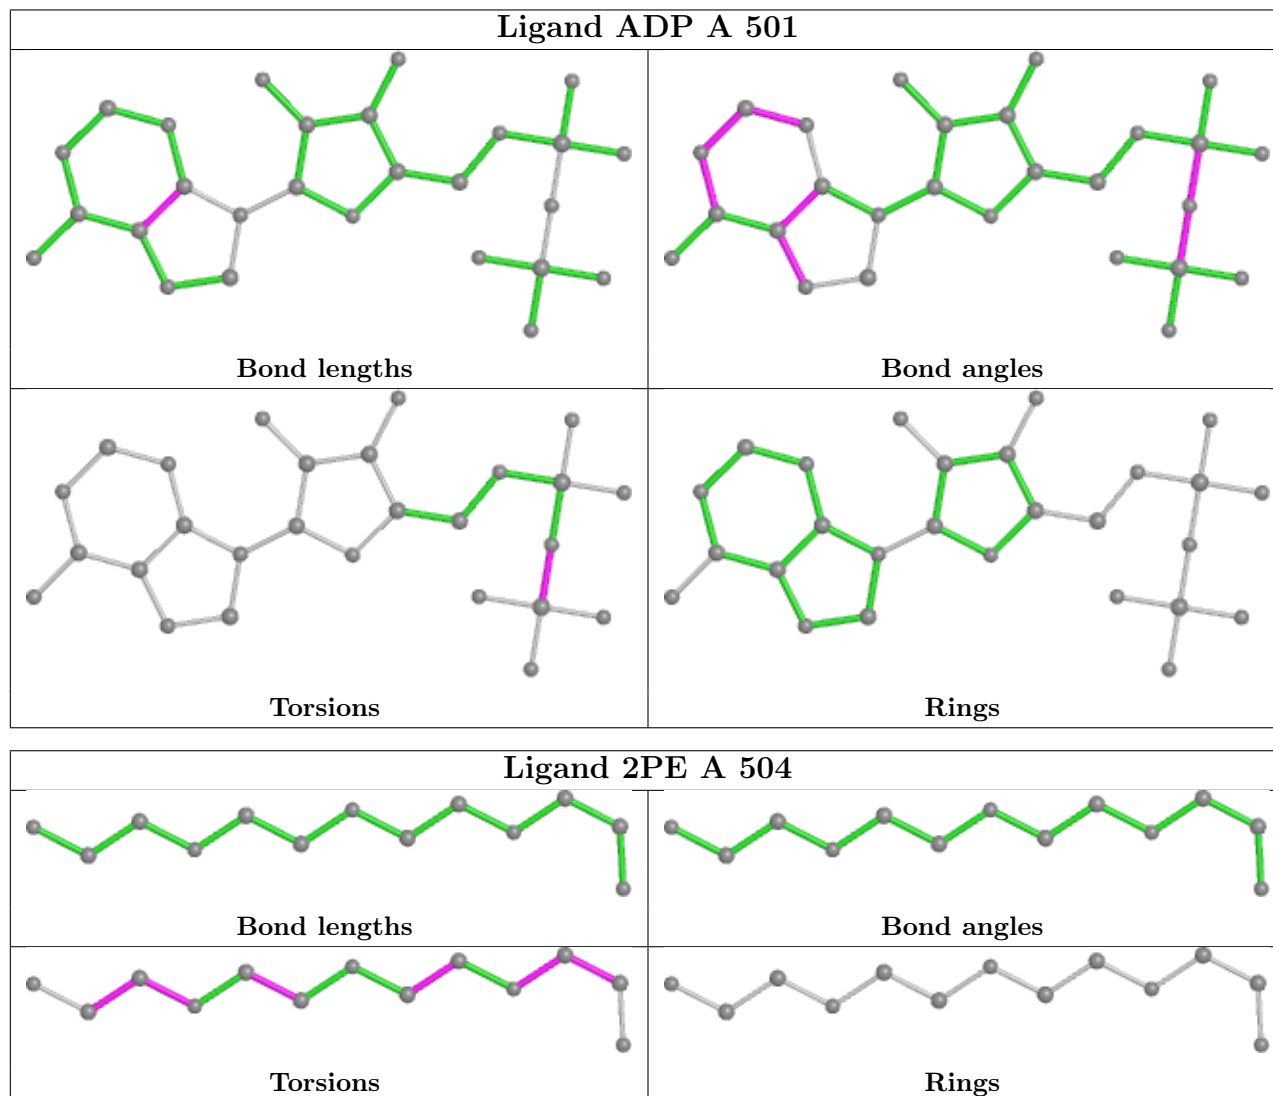 Ligand ADP A 501
Bond lengths
Bond angles
Torsions
Rings
Ligand 2PE A 504
Bond lengths
Bond angles
Torsions
Rings